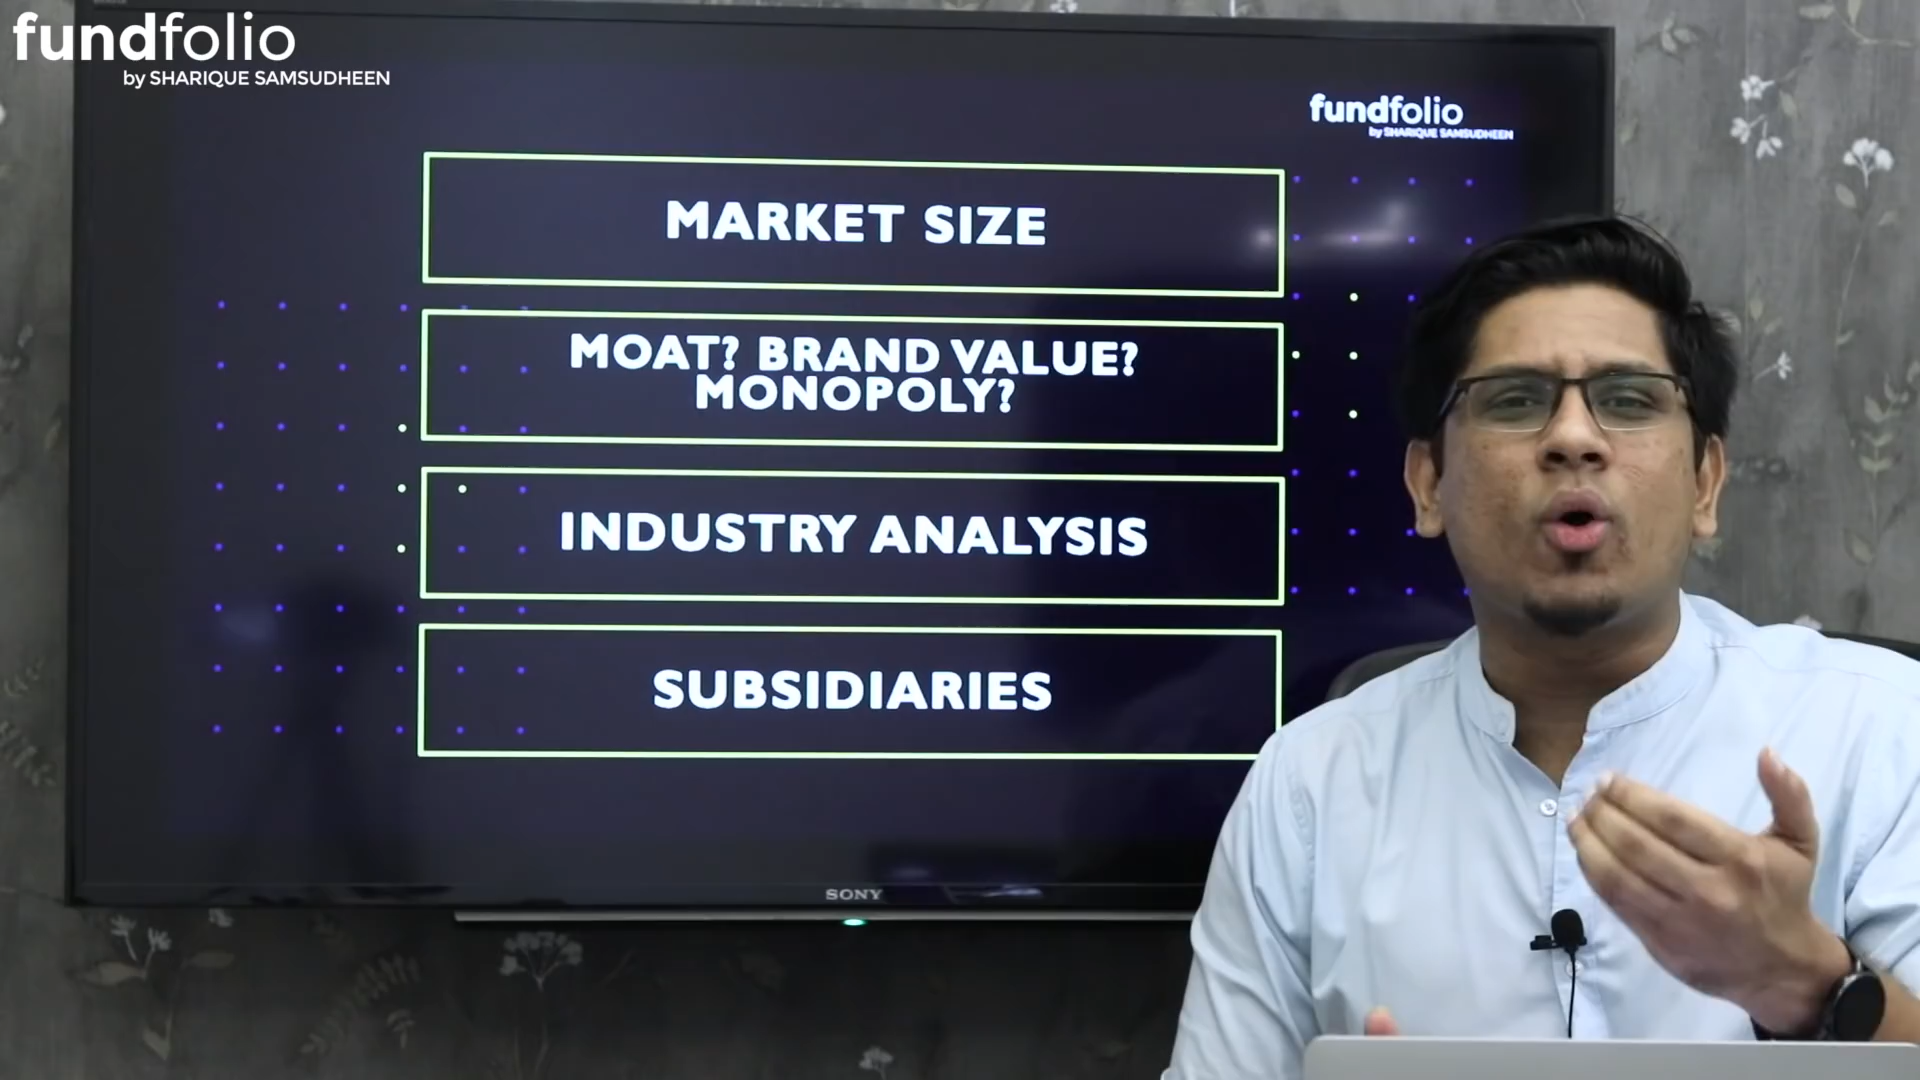 fundfolio
by SHARIQUE SAMSUDHEEN
fundfolio
by SHARIQUE SAMSUDHEEN
MARKET SIZE
MOAT? BRAND VALUE?
MONOPOLY?
INDUSTRY ANALYSIS
SUBSIDIARIES
SONY